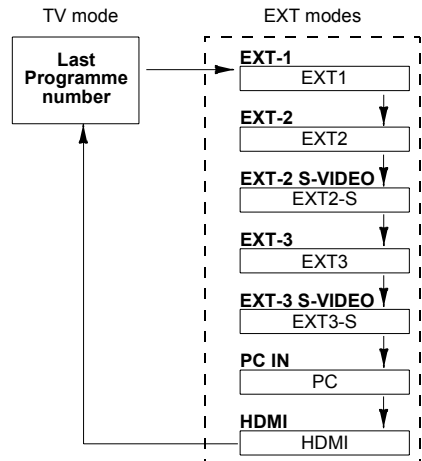 TV mode
EXT modes
Last
Programme
number
EXT-1
EXT1
EXT-2
EXT2
EXT-2 S-VIDEO
EXT2-S
EXT-3
EXT3
EXT-3 S-VIDEO
EXT3-S
PC IN
PC
HDMI
HDMI